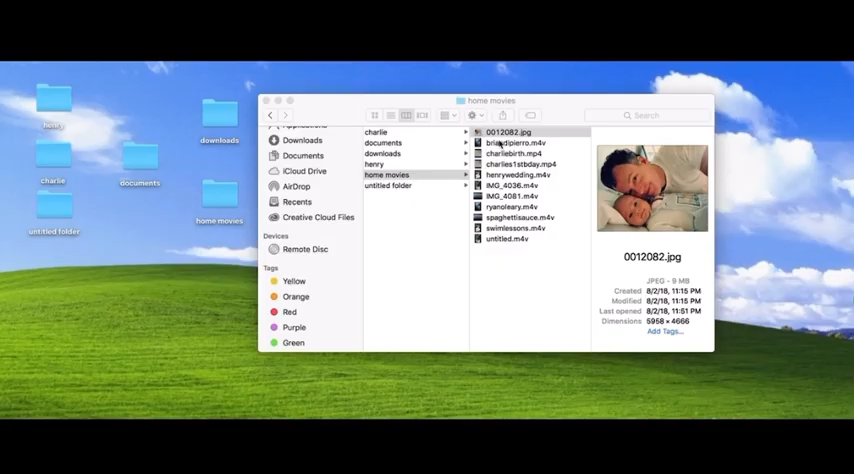 henry
charlie
untitled folder
documents
downloads
home movies
home movies
Search
Applications
Downloads
Documents
iCloud Drive
AirDrop
Recents
Creative Cloud Files
Devices
Remote Disc
Tags
Yellow
Orange
Red
Purple
Green
charlie
documents
downloads
henry
home movies
untitled folder
0012082.jpg
charliebirth.mp4
charlies1stbday.mp4
henrywedding.m4v
IMG_4036.m4v
IMG_4081.m4v
ryanoleary.m4v
spaghettisauce.m4v
swimlessons.m4v
untitled.m4v
0012082.jpg
JPEG - 9 MB
Created 8/2/18, 11:15 PM
Modified 8/2/18, 11:15 PM
Last opened 8/2/18, 11:51 PM
Dimensions 5958 × 4666
Add Tags...